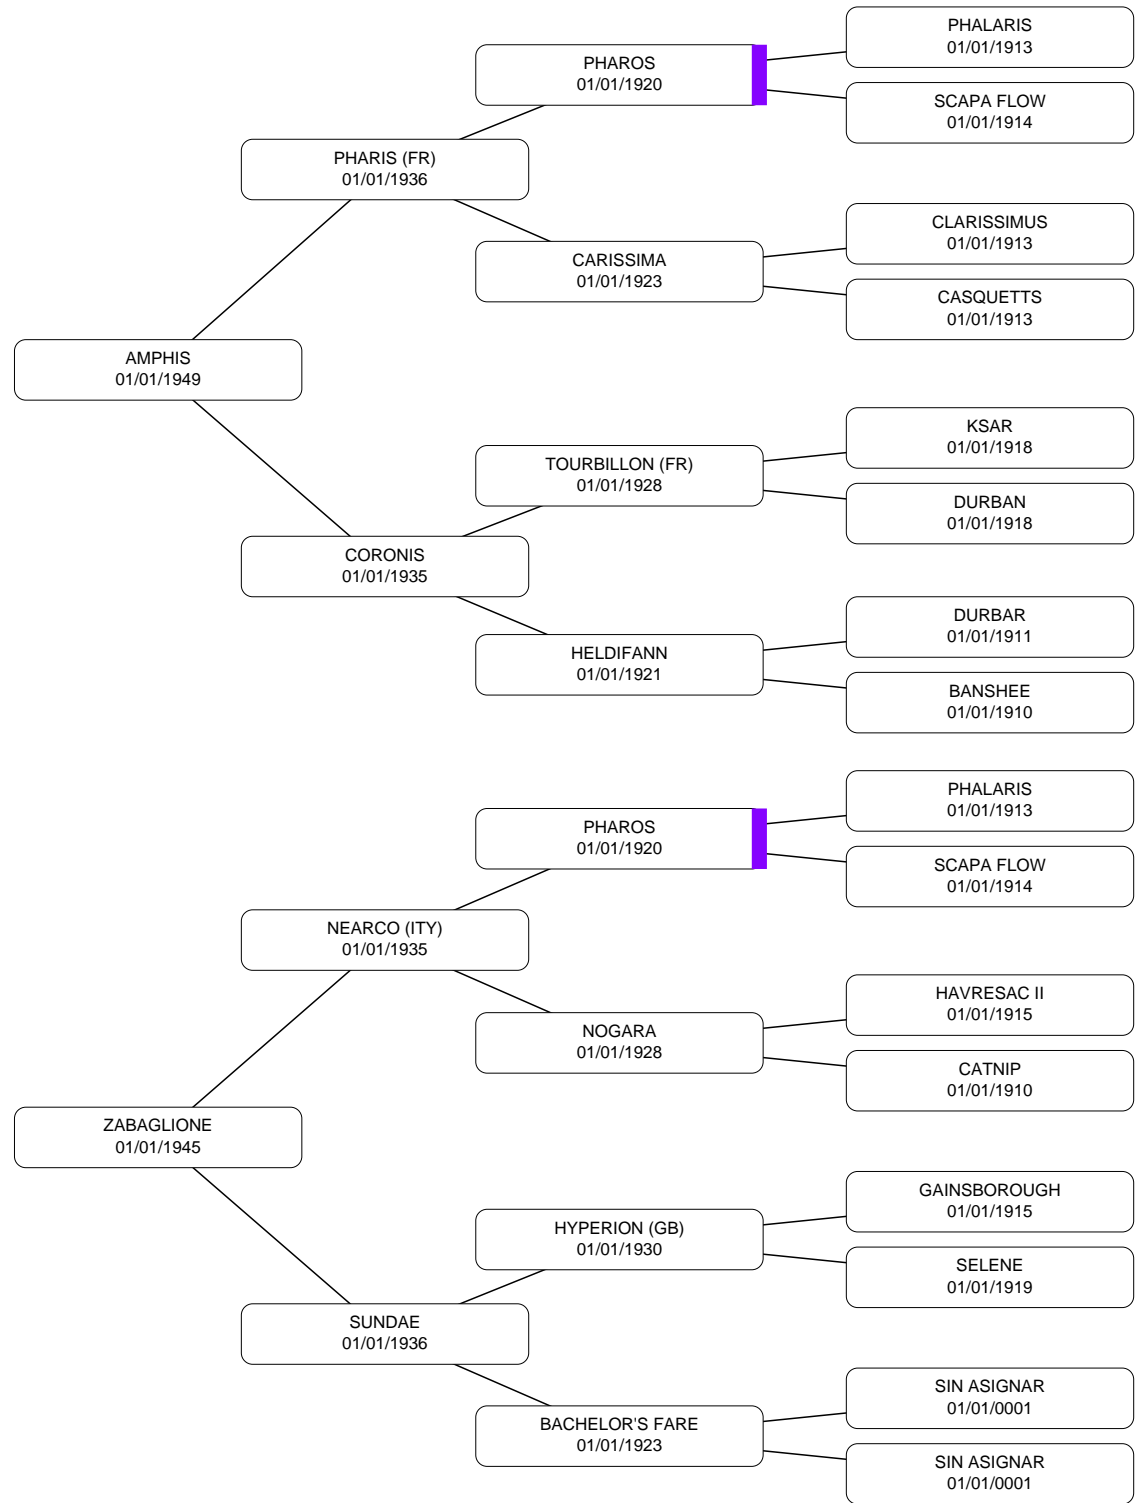 PHALARIS
01/01/1913
PHAROS
01/01/1920
SCAPA FLOW
01/01/1914
PHARIS (FR)
01/01/1936
CLARISSIMUS
01/01/1913
CARISSIMA
01/01/1923
CASQUETTS
01/01/1913
AMPHIS
01/01/1949
KSAR
01/01/1918
TOURBILLON (FR)
01/01/1928
DURBAN
01/01/1918
CORONIS
01/01/1935
DURBAR
01/01/1911
HELDIFANN
01/01/1921
BANSHEE
01/01/1910
PHALARIS
01/01/1913
PHAROS
01/01/1920
SCAPA FLOW
01/01/1914
NEARCO (ITY)
01/01/1935
HAVRESAC II
01/01/1915
NOGARA
01/01/1928
CATNIP
01/01/1910
ZABAGLIONE
01/01/1945
GAINSBOROUGH
01/01/1915
HYPERION (GB)
01/01/1930
SELENE
01/01/1919
SUNDAE
01/01/1936
SIN ASIGNAR
01/01/0001
BACHELOR'S FARE
01/01/1923
SIN ASIGNAR
01/01/0001